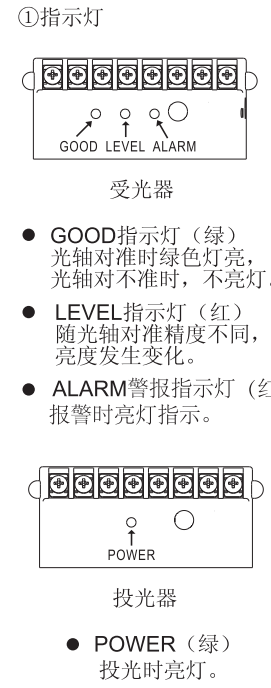 ①指示灯
GOOD LEVEL ALARM
受光器
● GOOD指示灯（绿）
光轴对准时绿色灯亮，
光轴对不准时，不亮灯.
● LEVEL指示灯（红）
随光轴对准精度不同，
亮度发生变化。
● ALARM警报指示灯（红
报警时亮灯指示。
POWER
投光器
● POWER（绿）
投光时亮灯。